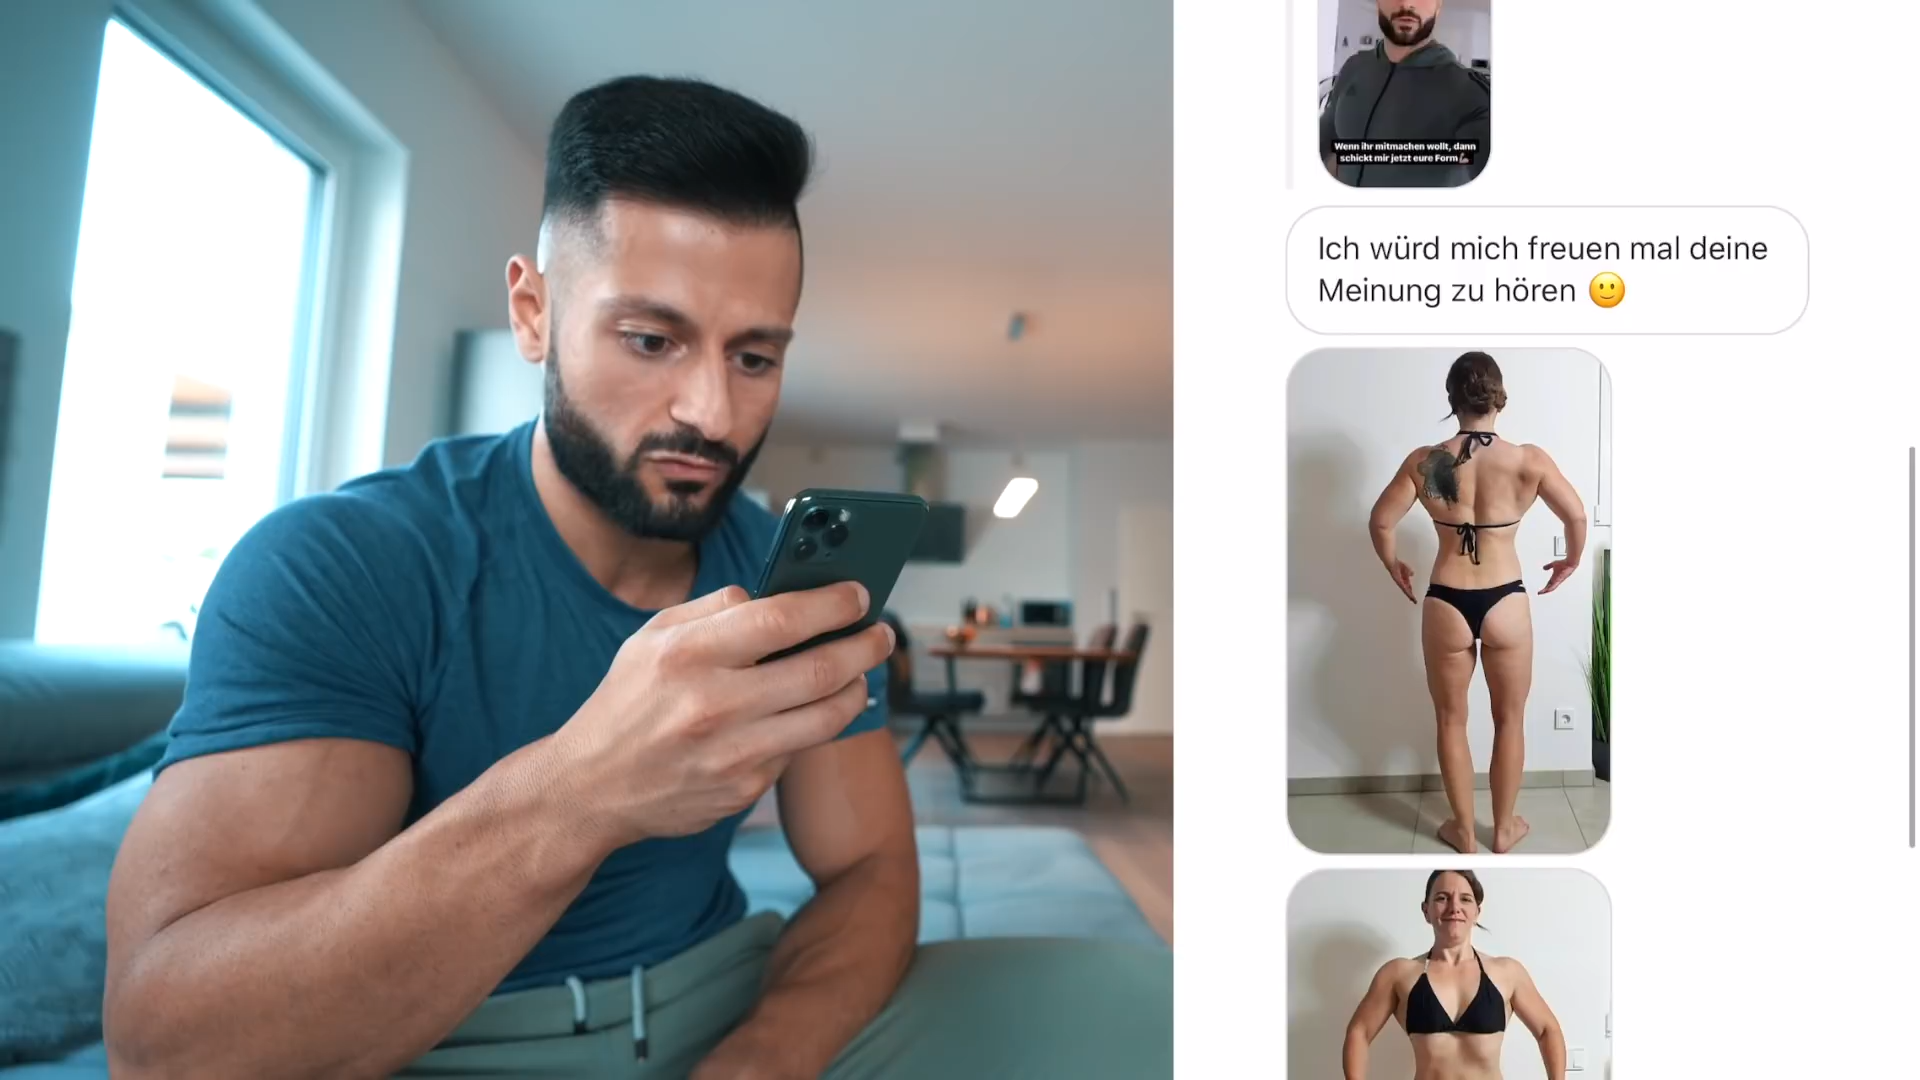 Wenn ihr mitmachen wollt, dann
schickt mir jetzt eure Form💪🏼
Ich würd mich freuen mal deine
Meinung zu hören 🙂